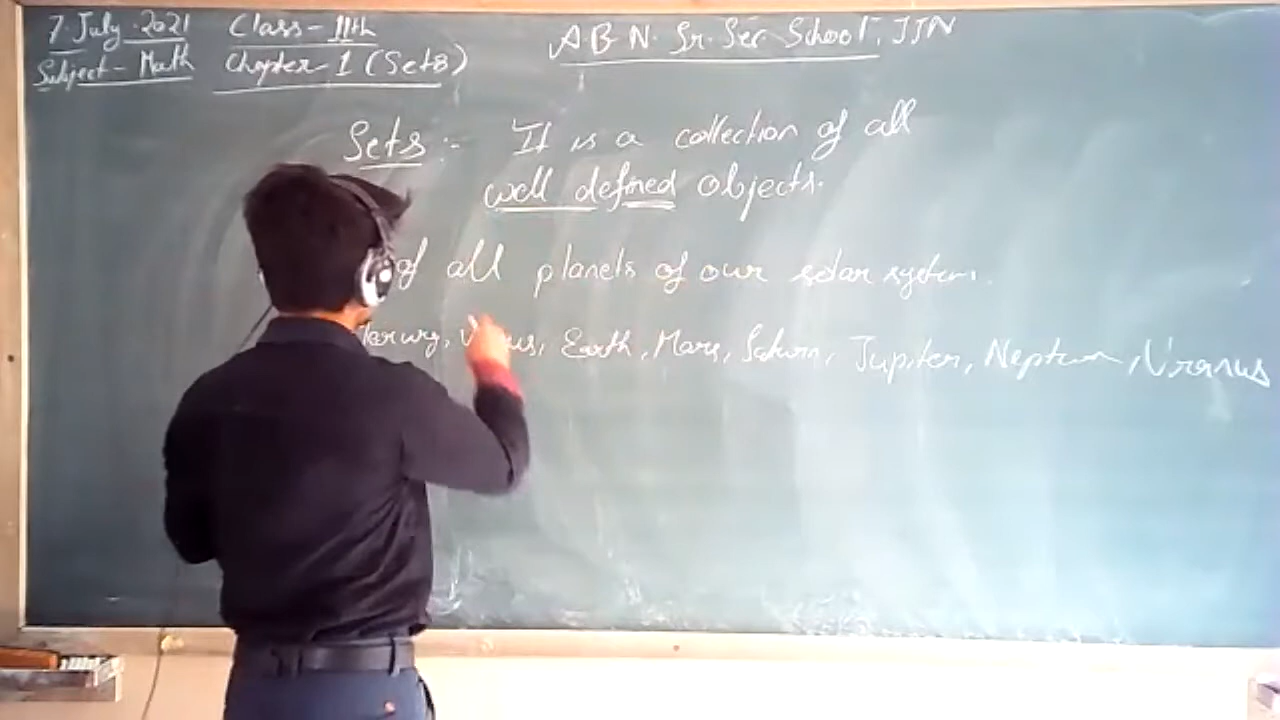 7 July 2021 Class - 11th A.B.N. Sr. Sec School, JJN
Subject - Math Chapter - 1 (Sets)
Sets :- It is a collection of all
well defined objects.
of all planets of our solar system.
Earth, Mars, Saturn, Jupiter, Neptun, Uranus